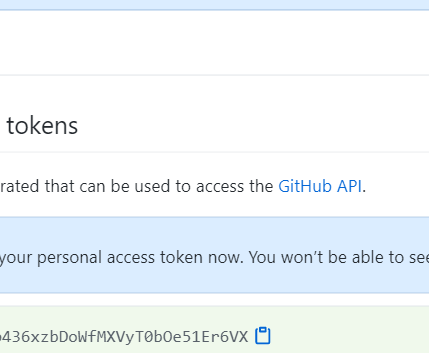 tokens
rated that can be used to access the GitHub API.
your personal access token now. You won’t be able to see
436xzbDoWfMXVyT0bOe51Er6VX